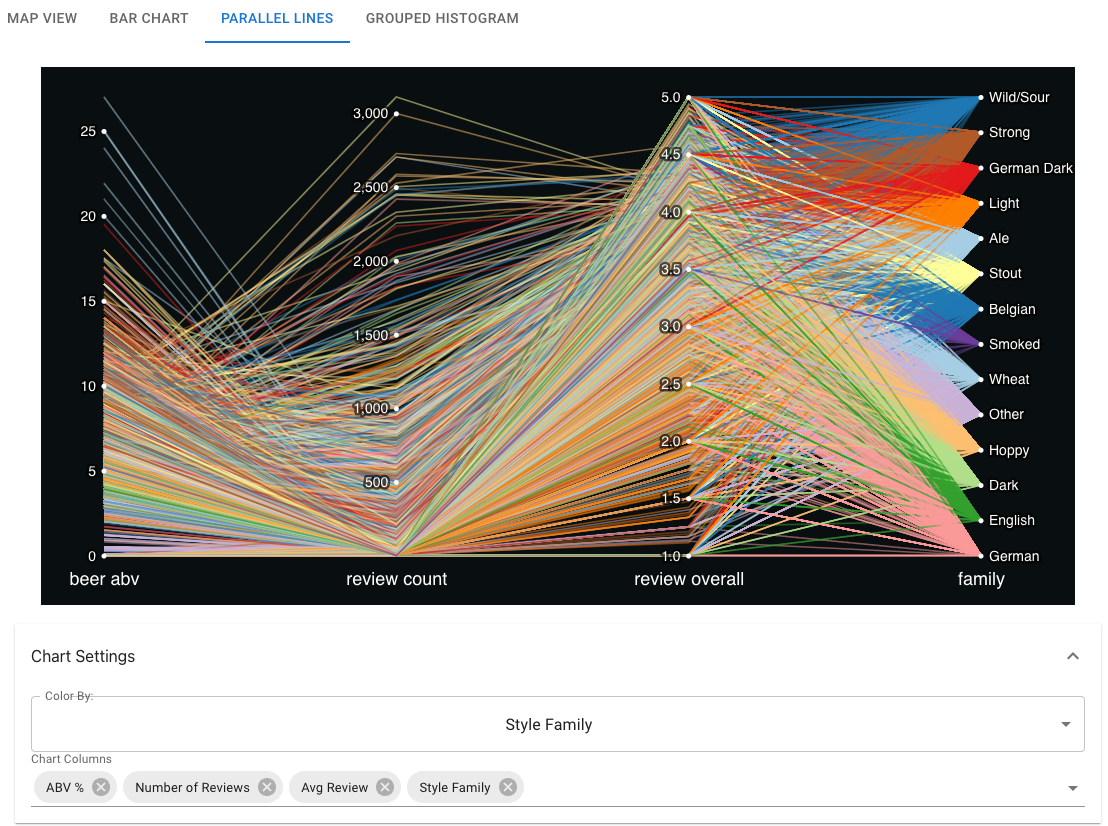 MAP VIEW BAR CHART PARALLEL LINES GROUPED HISTOGRAM
5.0 Wild/Sour
3,000
25 Strong
4.5
German Dark
2,500
Light
20 4.0
Ale
2,000
3.5 Stout
15
Belgian
3.0
1,500
Smoked
10 2.5 Wheat
1,000
Other
2.0
Hoppy
5
500 Dark
1.5
English
0 1.0 German
beer abv review count review overall family
Chart Settings
Color By:
Style Family
Chart Columns
ABV % Number of Reviews Avg Review Style Family